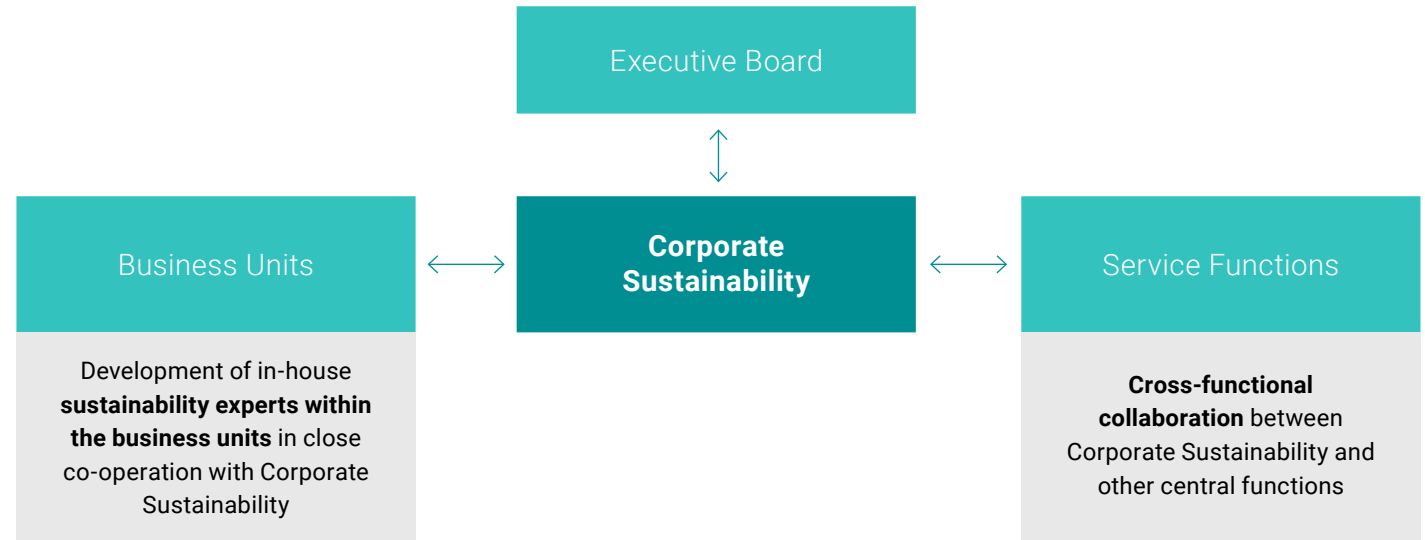 Executive Board
Business Units
Corporate
Sustainability
Service Functions
Development of in-house
sustainability experts within
the business units in close
co-operation with Corporate
Sustainability
Cross-functional
collaboration between
Corporate Sustainability and
other central functions